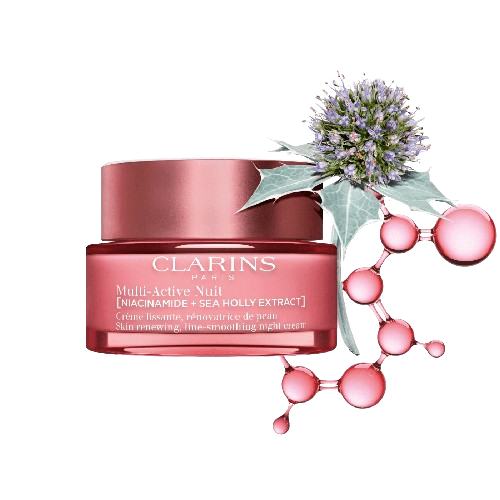 CLARINS
PARIS
Multi-Active Nuit
[NIACINAMIDE + SEA HOLLY EXTRACT]
Crème lissante, rénovatrice de peau
Skin renewing, line-smoothing night cream